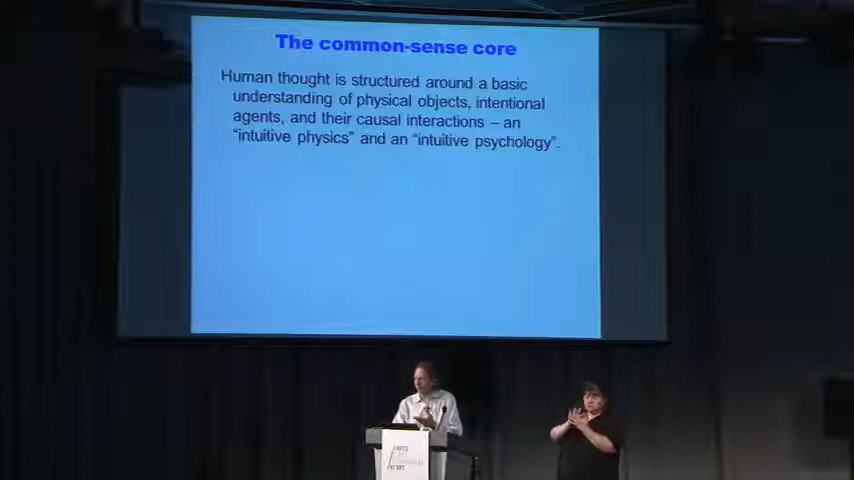 The common-sense core
Human thought is structured around a basic
understanding of physical objects, intentional
agents, and their causal interactions – an
“intuitive physics” and an “intuitive psychology”.